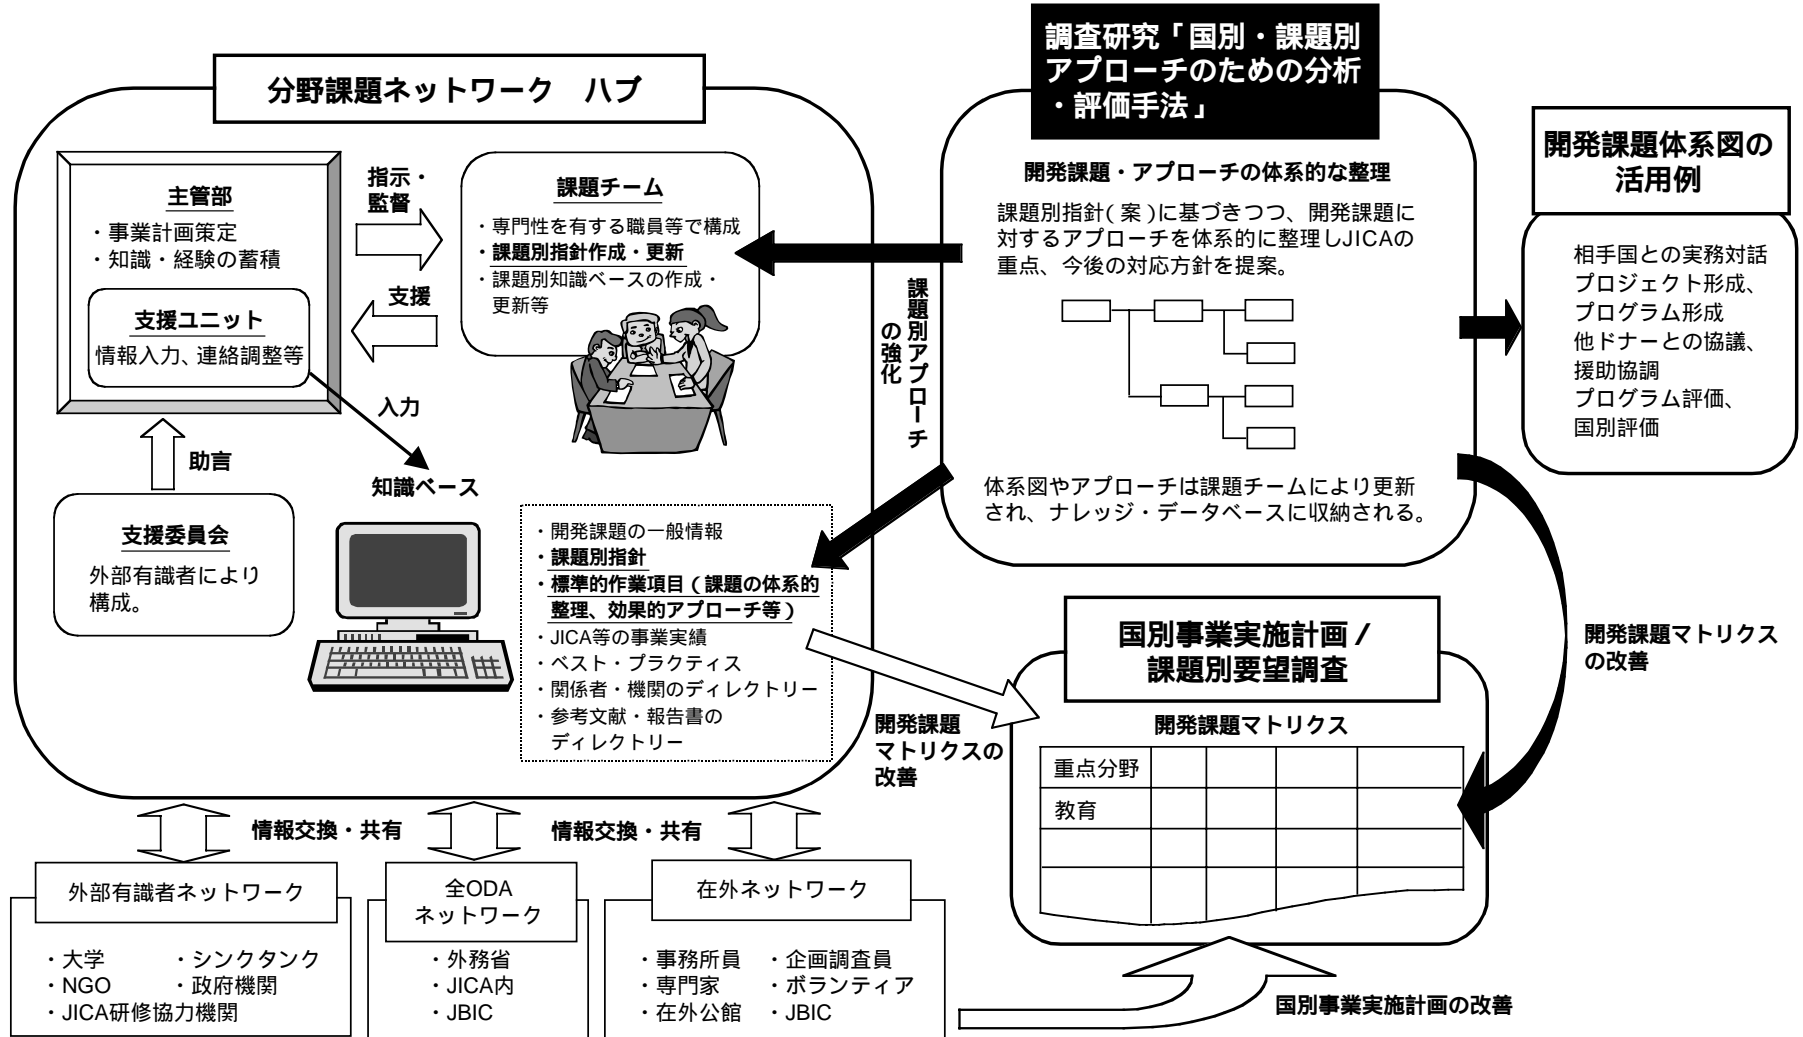 分野課題ネットワーク　ハブ
主管部
・事業計画策定
・知識・経験の蓄積
支援ユニット
情報入力、連絡調整等
指示・
監督
支援
課題チーム
・専門性を有する職員等で構成
・課題別指針作成・更新
・課題別知識ベースの作成・
更新等
入力
助言
支援委員会
外部有識者により
構成。
知識ベース
・開発課題の一般情報
・課題別指針
・標準的作業項目（課題の体系的
整理、効果的アプローチ等）
・JICA等の事業実績
・ベスト・プラクティス
・関係者・機関のディレクトリー
・参考文献・報告書の
ディレクトリー
課題別アプローチ
の強化
調査研究「国別・課題別
アプローチのための分析
・評価手法」
開発課題・アプローチの体系的な整理
課題別指針（案）に基づきつつ、開発課題に
対するアプローチを体系的に整理しJICAの
重点、今後の対応方針を提案。
体系図やアプローチは課題チームにより更新
され、ナレッジ・データベースに収納される。
開発課題体系図の
活用例
相手国との実務対話
プロジェクト形成、
プログラム形成
他ドナーとの協議、
援助協調
プログラム評価、
国別評価
開発課題マトリクス
の改善
国別事業実施計画／
課題別要望調査
開発課題マトリクス
重点分野
教育
開発課題
マトリクスの
改善
情報交換・共有
情報交換・共有
外部有識者ネットワーク
・大学　・シンクタンク
・NGO　・政府機関
・JICA研修協力機関
全ODA
ネットワーク
・外務省
・JICA内
・JBIC
在外ネットワーク
・事務所員　・企画調査員
・専門家　・ボランティア
・在外公館　・JBIC
国別事業実施計画の改善